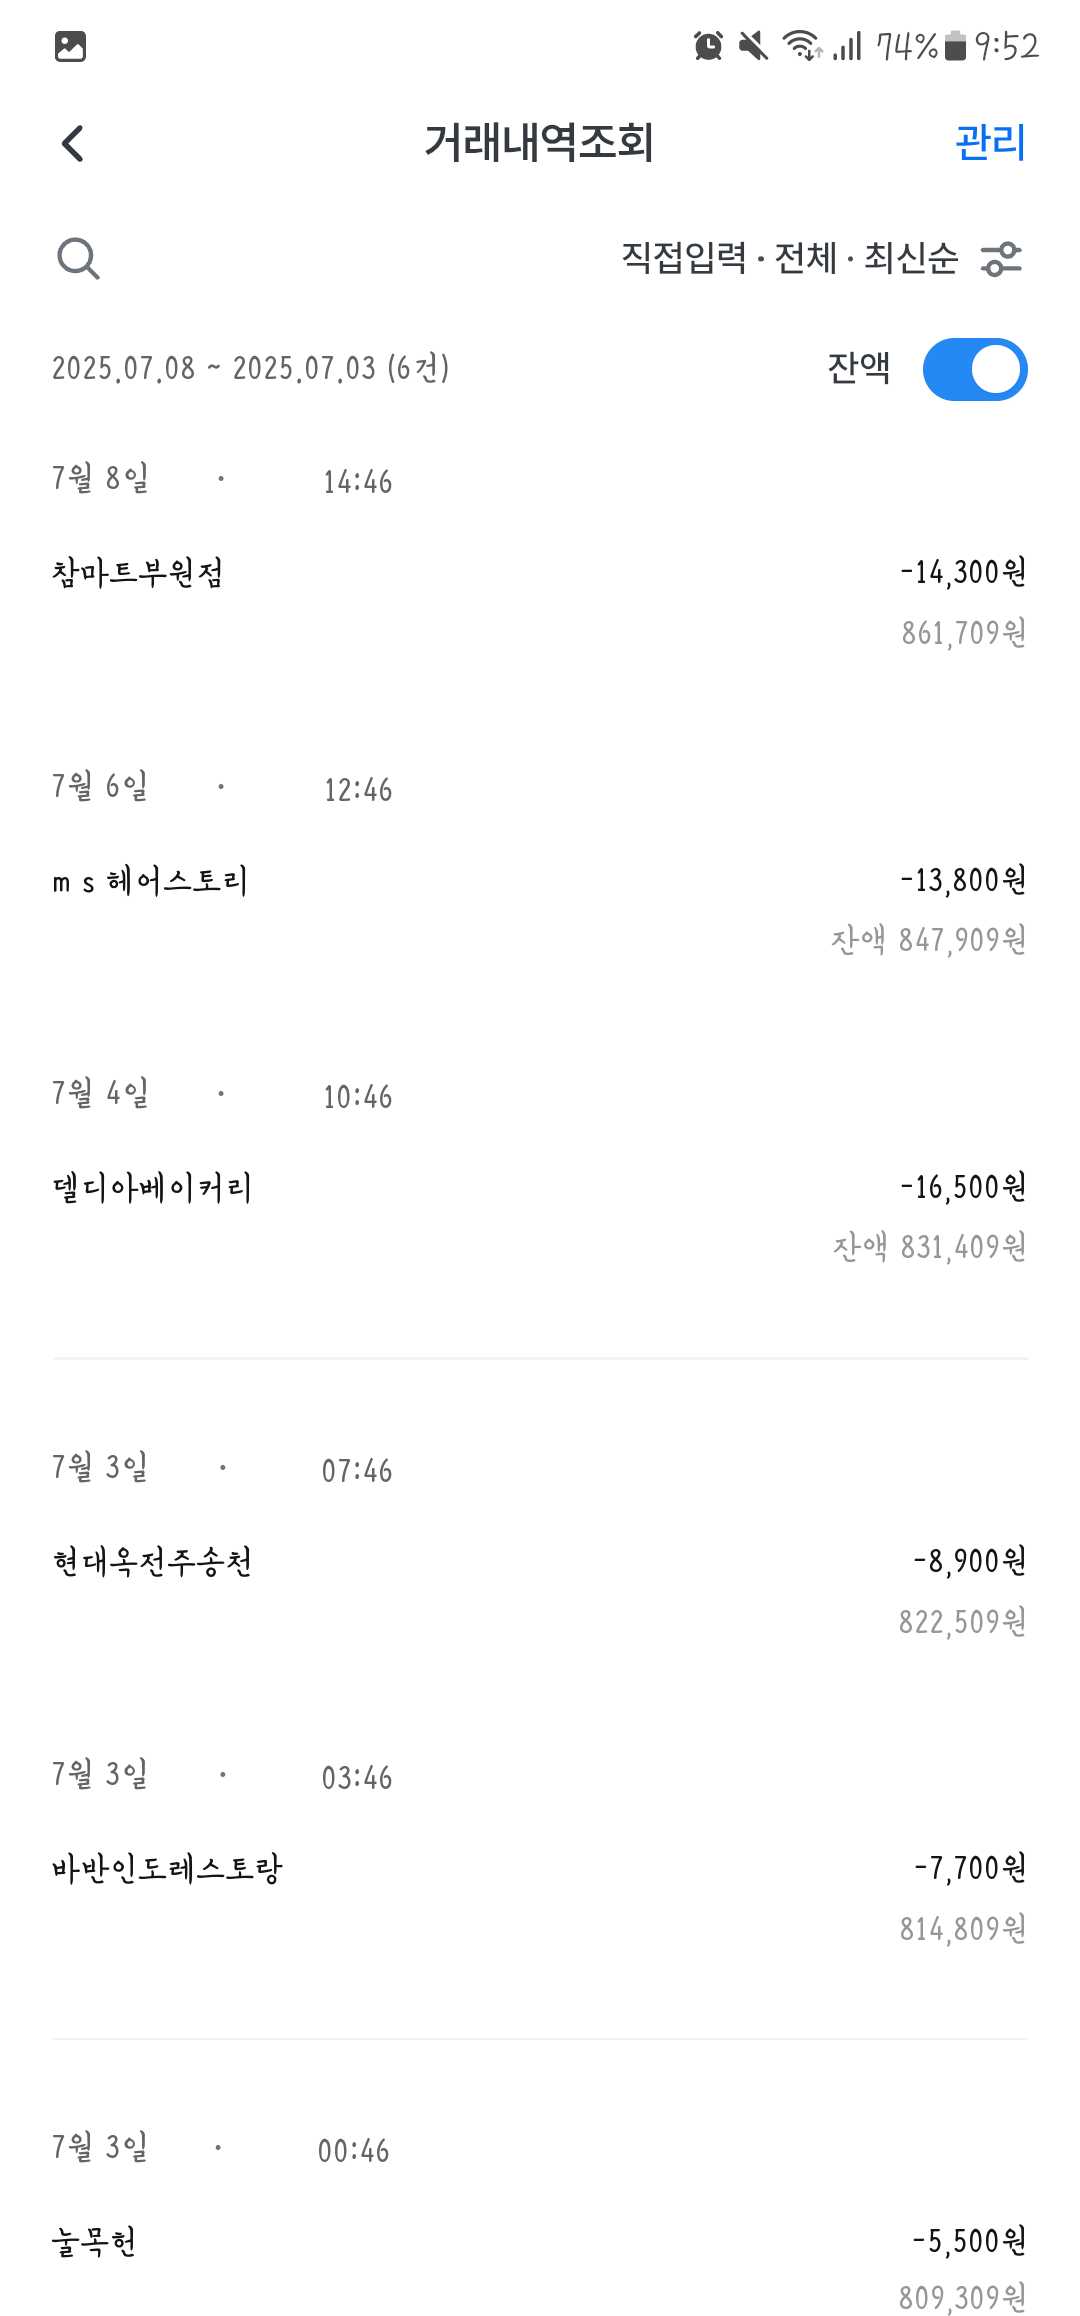 74% 9:52
거래내역조회 관리
직접입력 · 전체 · 최신순
2025.07.08 ~ 2025.07.03 (6건) 잔액
7월 8일 · 14:46
참마트부원점 -14,300원
861,709원
7월 6일 · 12:46
m s 헤어스토리 -13,800원
잔액 847,909원
7월 4일 · 10:46
델디아베이커리 -16,500원
잔액 831,409원
7월 3일 · 07:46
현대옥전주송천 -8,900원
822,509원
7월 3일 · 03:46
바반인도레스토랑 -7,700원
814,809원
7월 3일 · 00:46
눌목헌 -5,500원
809,309원